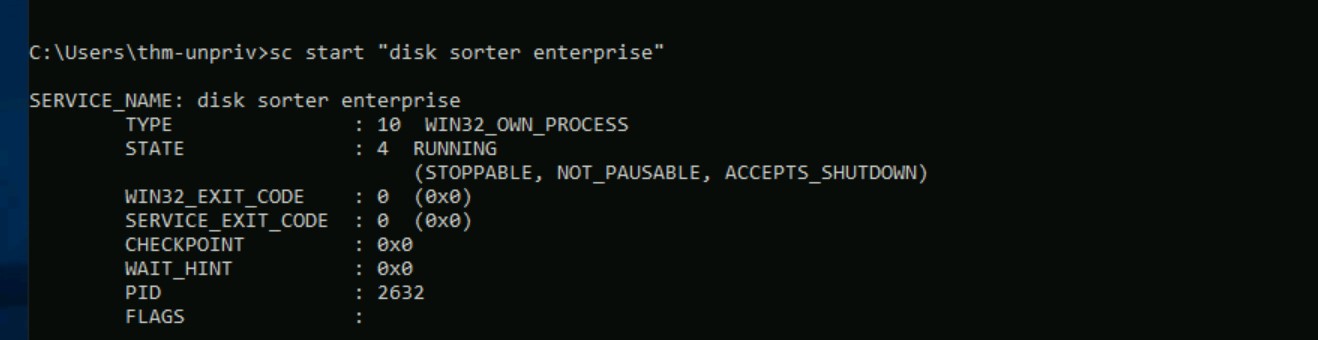 C:\Users\thm-unpriv>sc start "disk sorter enterprise"
SERVICE_NAME: disk sorter enterprise
        TYPE               : 10  WIN32_OWN_PROCESS
        STATE              : 4  RUNNING
                                (STOPPABLE, NOT_PAUSABLE, ACCEPTS_SHUTDOWN)
        WIN32_EXIT_CODE    : 0  (0x0)
        SERVICE_EXIT_CODE  : 0  (0x0)
        CHECKPOINT         : 0x0
        WAIT_HINT          : 0x0
        PID                : 2632
        FLAGS              :